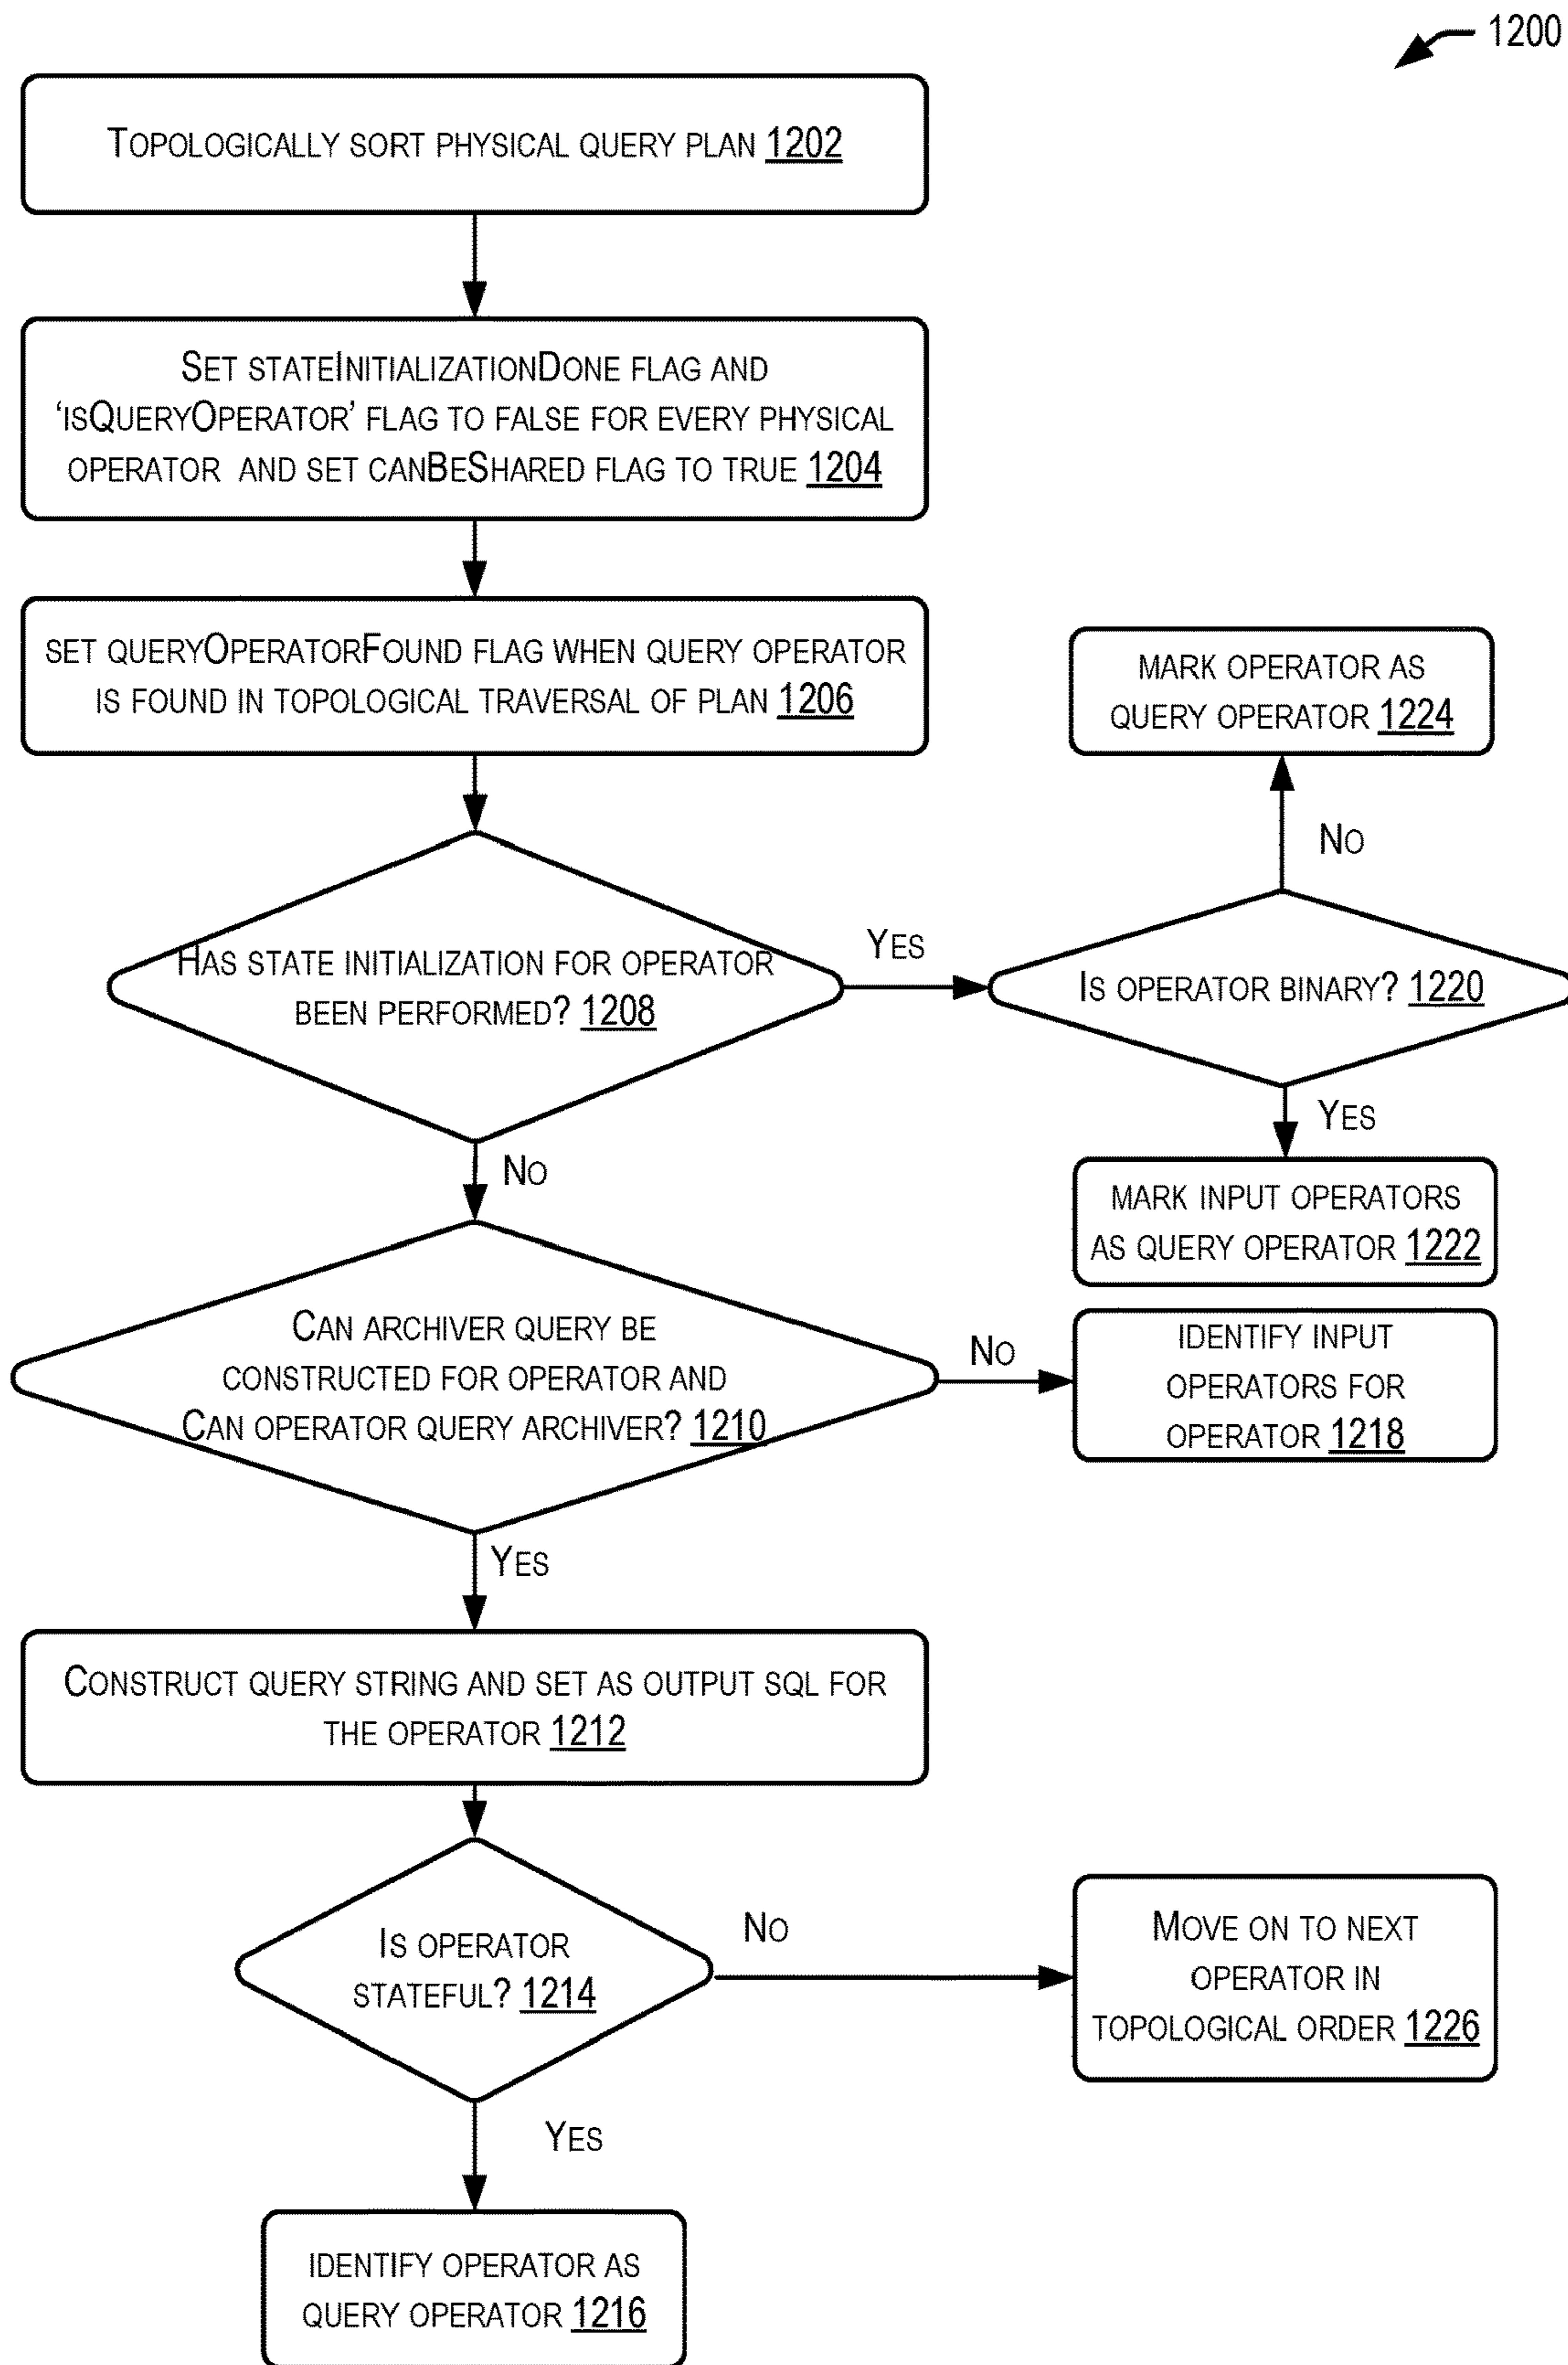 1200
Topologically sort physical query plan 1202
Set stateInitializationDone flag and
‘isQueryOperator’ flag to false for every physical
operator and set canBeShared flag to true 1204
set queryOperatorFound flag when query operator
is found in topological traversal of plan 1206
mark operator as
query operator 1224
No
Has state initialization for operator
been performed? 1208
Yes
Is operator binary? 1220
Yes
mark input operators
as query operator 1222
No
Can archiver query be
constructed for operator and
Can operator query archiver? 1210
No
identify input
operators for
operator 1218
Yes
Construct query string and set as output sql for
the operator 1212
Is operator
stateful? 1214
No
Move on to next
operator in
topological order 1226
Yes
identify operator as
query operator 1216